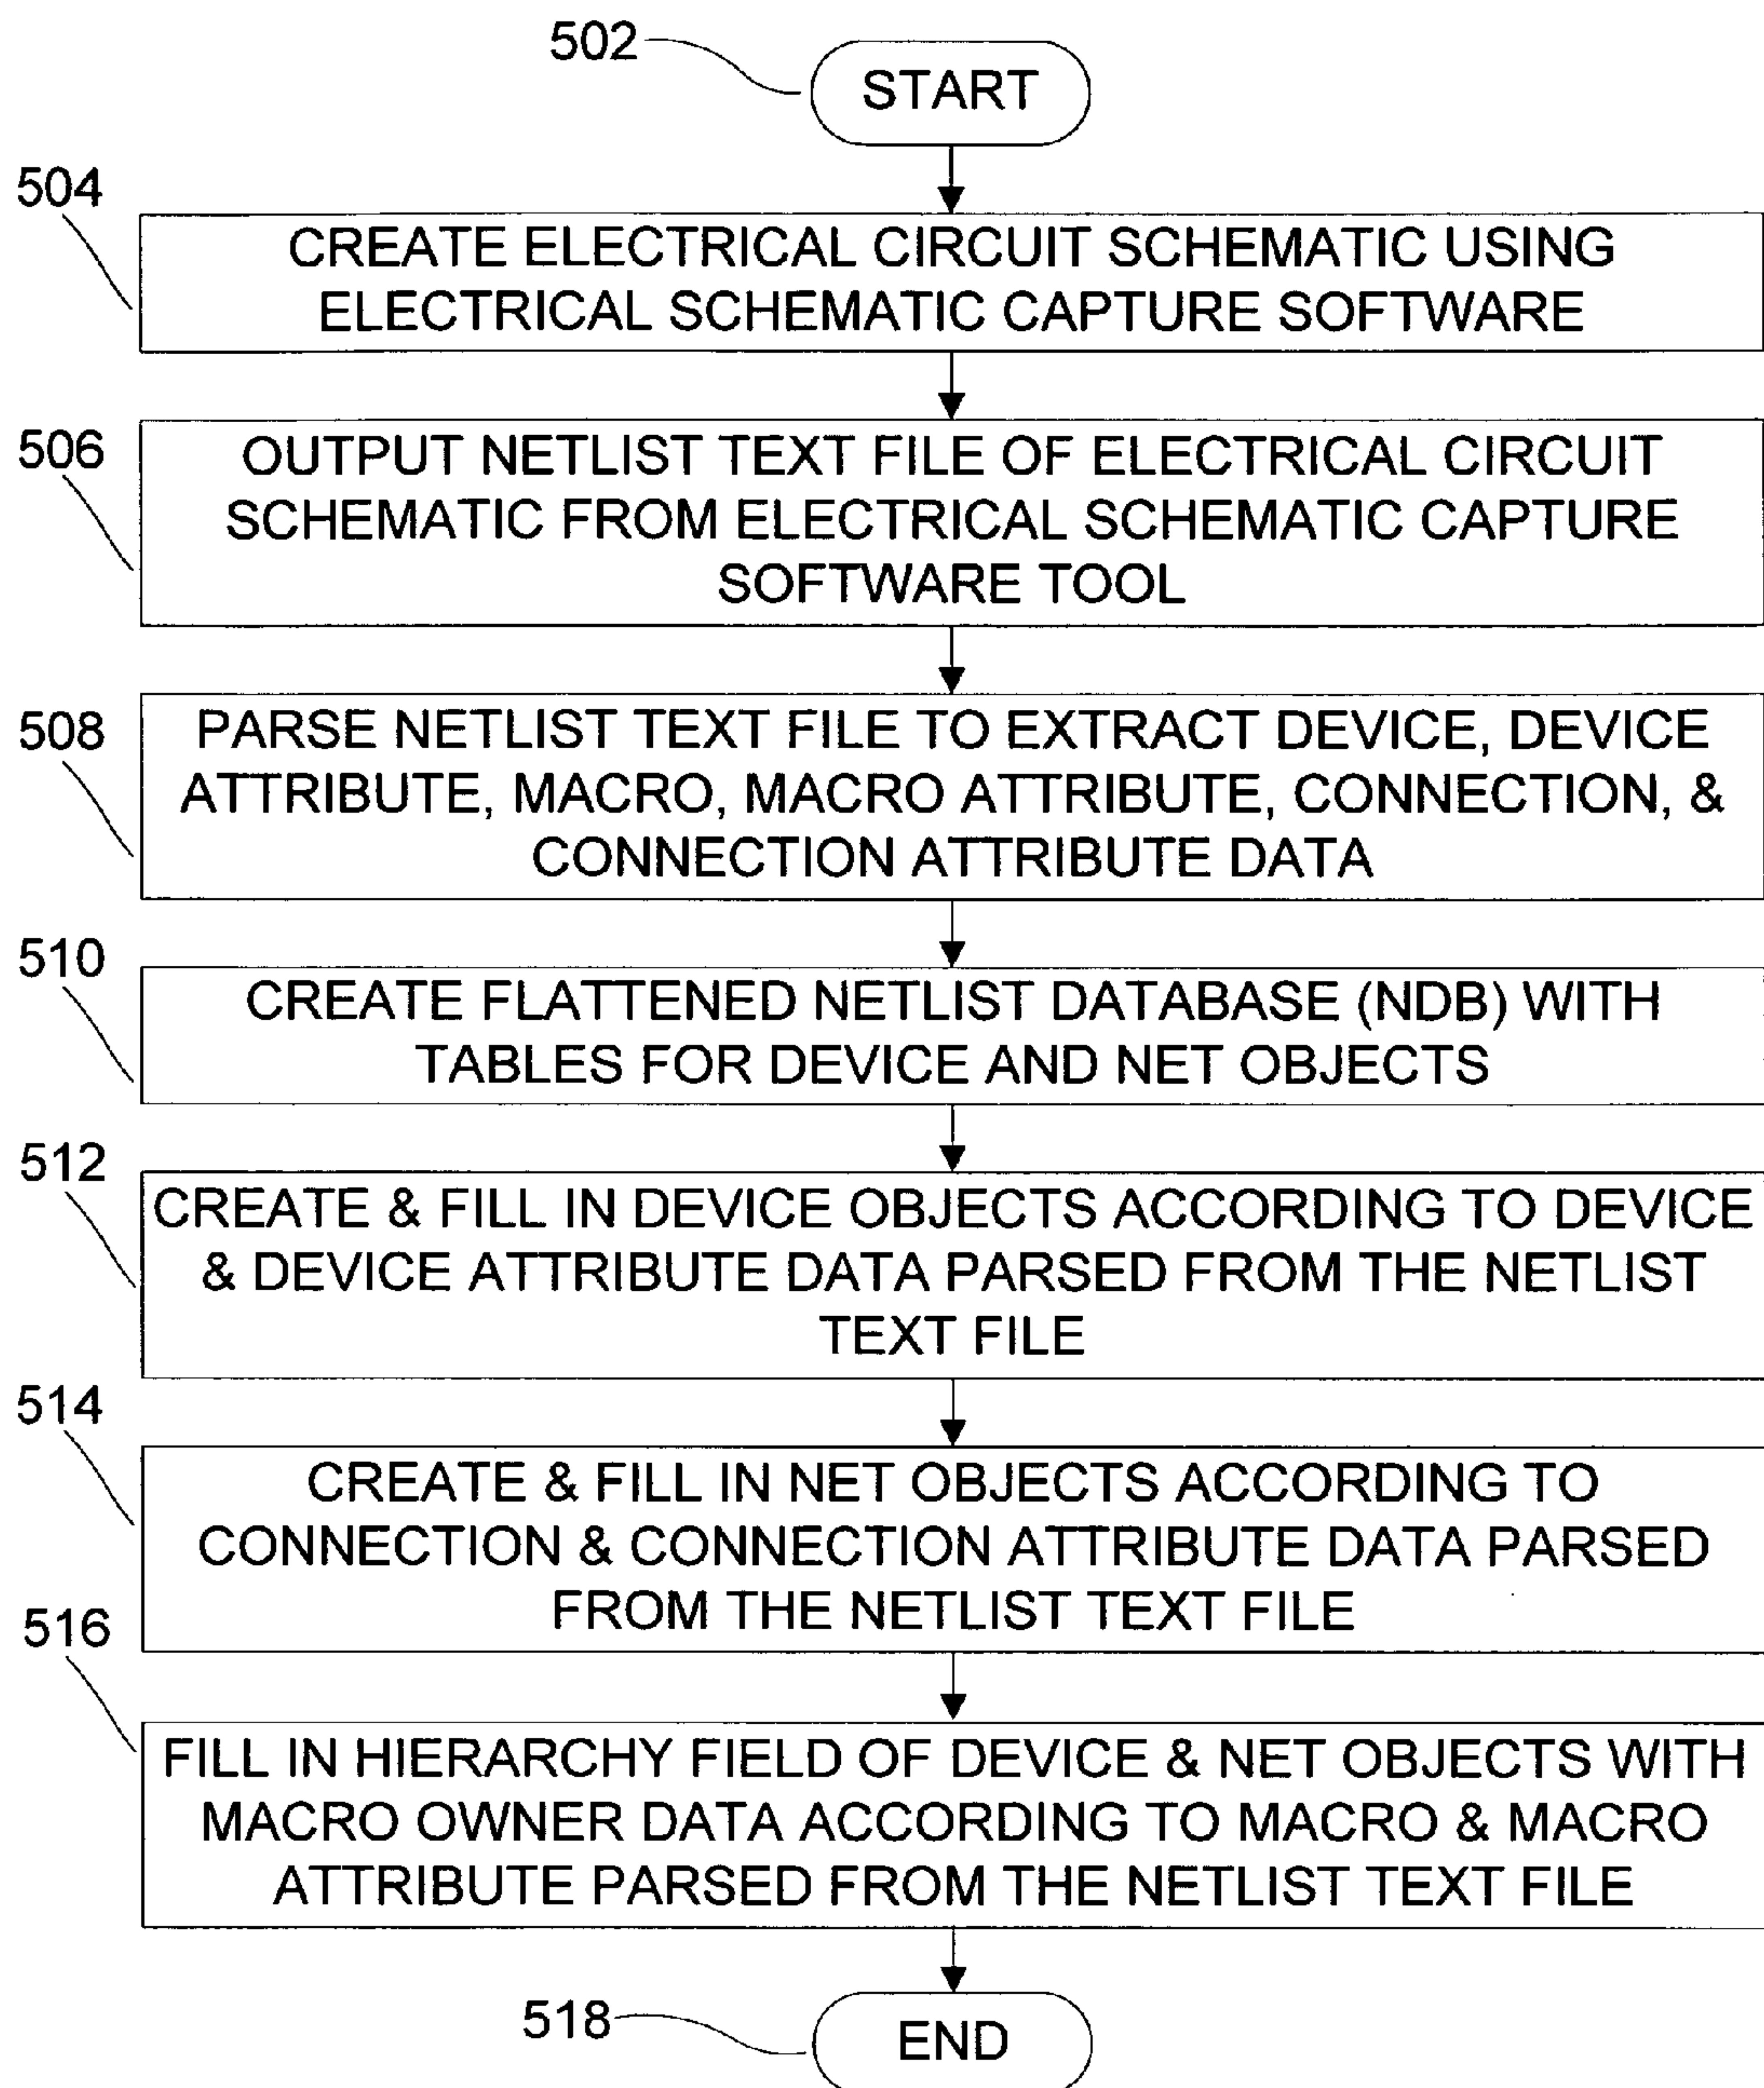 502
START
504
CREATE ELECTRICAL CIRCUIT SCHEMATIC USING
ELECTRICAL SCHEMATIC CAPTURE SOFTWARE
506
OUTPUT NETLIST TEXT FILE OF ELECTRICAL CIRCUIT
SCHEMATIC FROM ELECTRICAL SCHEMATIC CAPTURE
SOFTWARE TOOL
508
PARSE NETLIST TEXT FILE TO EXTRACT DEVICE, DEVICE
ATTRIBUTE, MACRO, MACRO ATTRIBUTE, CONNECTION, &
CONNECTION ATTRIBUTE DATA
510
CREATE FLATTENED NETLIST DATABASE (NDB) WITH
TABLES FOR DEVICE AND NET OBJECTS
512
CREATE & FILL IN DEVICE OBJECTS ACCORDING TO DEVICE
& DEVICE ATTRIBUTE DATA PARSED FROM THE NETLIST
TEXT FILE
514
CREATE & FILL IN NET OBJECTS ACCORDING TO
CONNECTION & CONNECTION ATTRIBUTE DATA PARSED
FROM THE NETLIST TEXT FILE
516
FILL IN HIERARCHY FIELD OF DEVICE & NET OBJECTS WITH
MACRO OWNER DATA ACCORDING TO MACRO & MACRO
ATTRIBUTE PARSED FROM THE NETLIST TEXT FILE
518
END